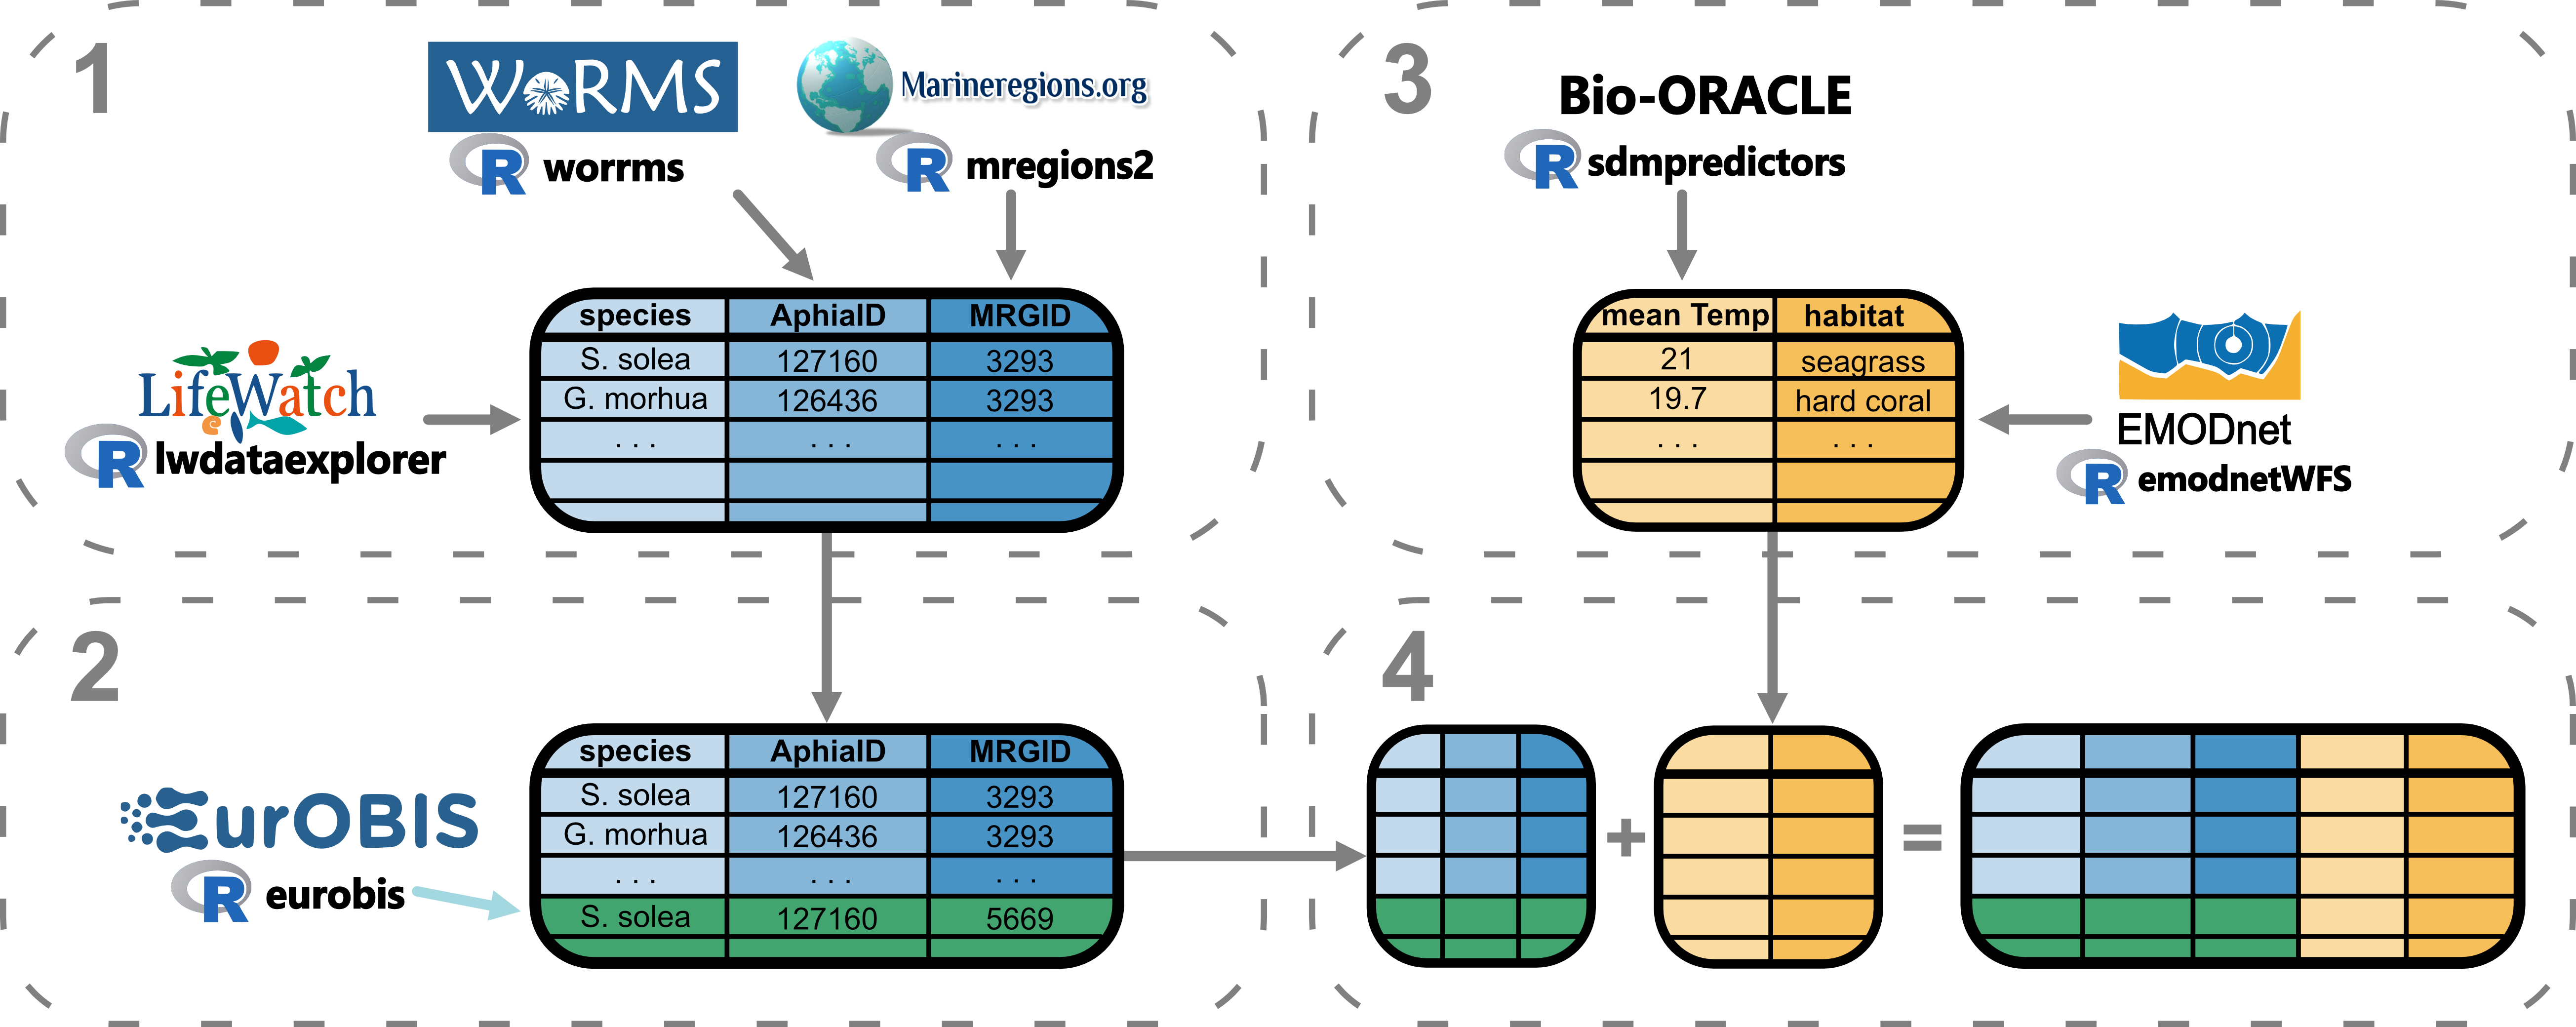 1
WoRMS
worrms
Marineregions.org
mregions2
LifeWatch
lwdataexplorer
species AphiaID MRGID
S. solea 127160 3293
G. morhua 126436 3293
. . . . . . . . .
2
EurOBIS
eurobis
species AphiaID MRGID
S. solea 127160 3293
G. morhua 126436 3293
. . . . . . . . .
S. solea 127160 5669
3
Bio-ORACLE
sdmpredictors
mean Temp habitat
21 seagrass
19.7 hard coral
. . . . . .
EMODnet
emodnetWFS
4
+ =